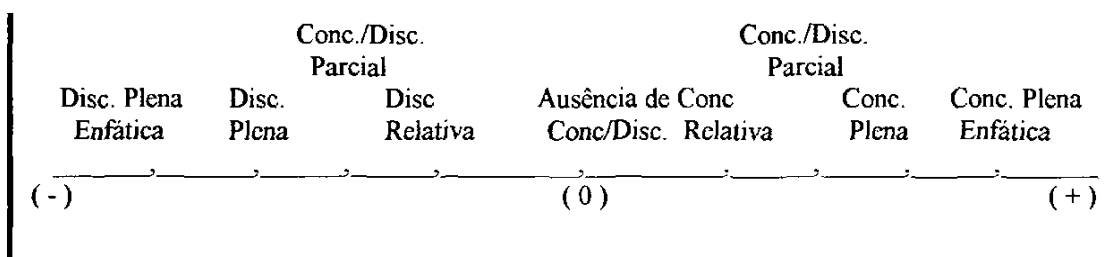 Conc./Disc. Conc./Disc.
Parcial Parcial
Disc. Plena Disc. Disc Ausência de Conc Conc. Conc. Plena
Enfática Plena Relativa Conc/Disc. Relativa Plena Enfática
(-) (0) (+)